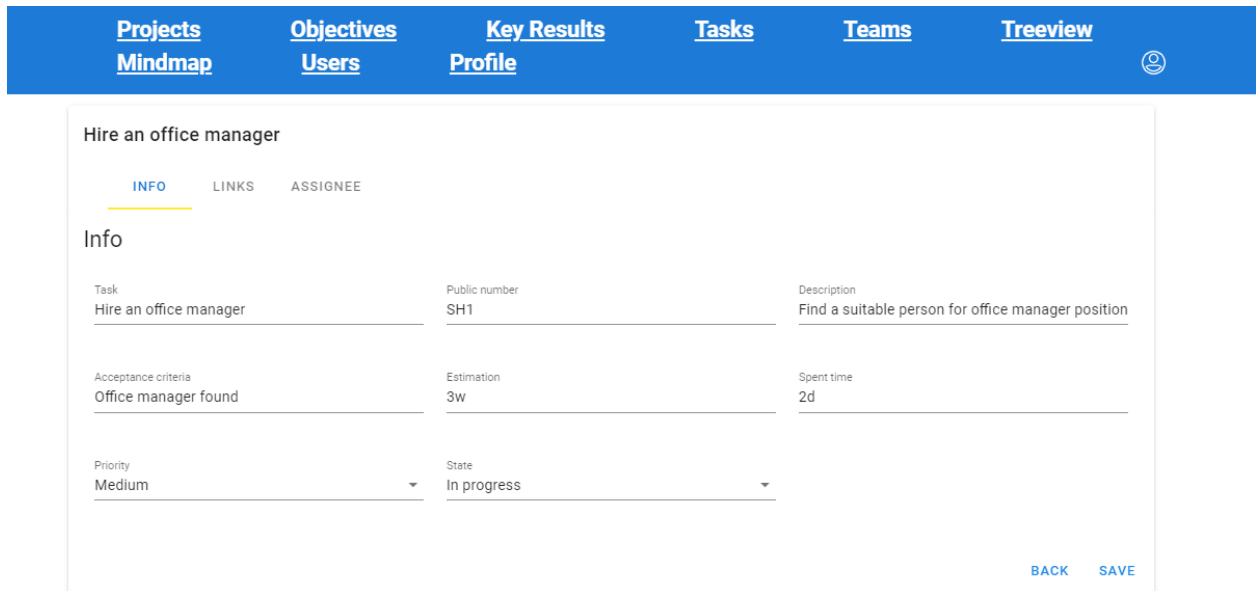 Projects Objectives Key Results Tasks Teams Treeview
Mindmap Users Profile
Hire an office manager
INFO LINKS ASSIGNEE
Info
Task Public number Description
Hire an office manager SH1 Find a suitable person for office manager position
Acceptance criteria Estimation Spent time
Office manager found 3w 2d
Priority State
Medium In progress
BACK SAVE